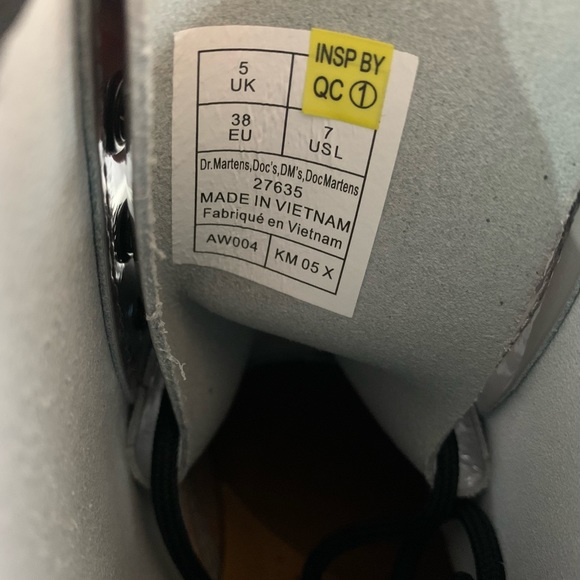 INSP BY
QC ①
5
UK
38
EU
7
USL
Dr.Martens,Doc's,DM's,DocMartens
27635
MADE IN VIETNAM
Fabriqué en Vietnam
AW004
KM 05 X